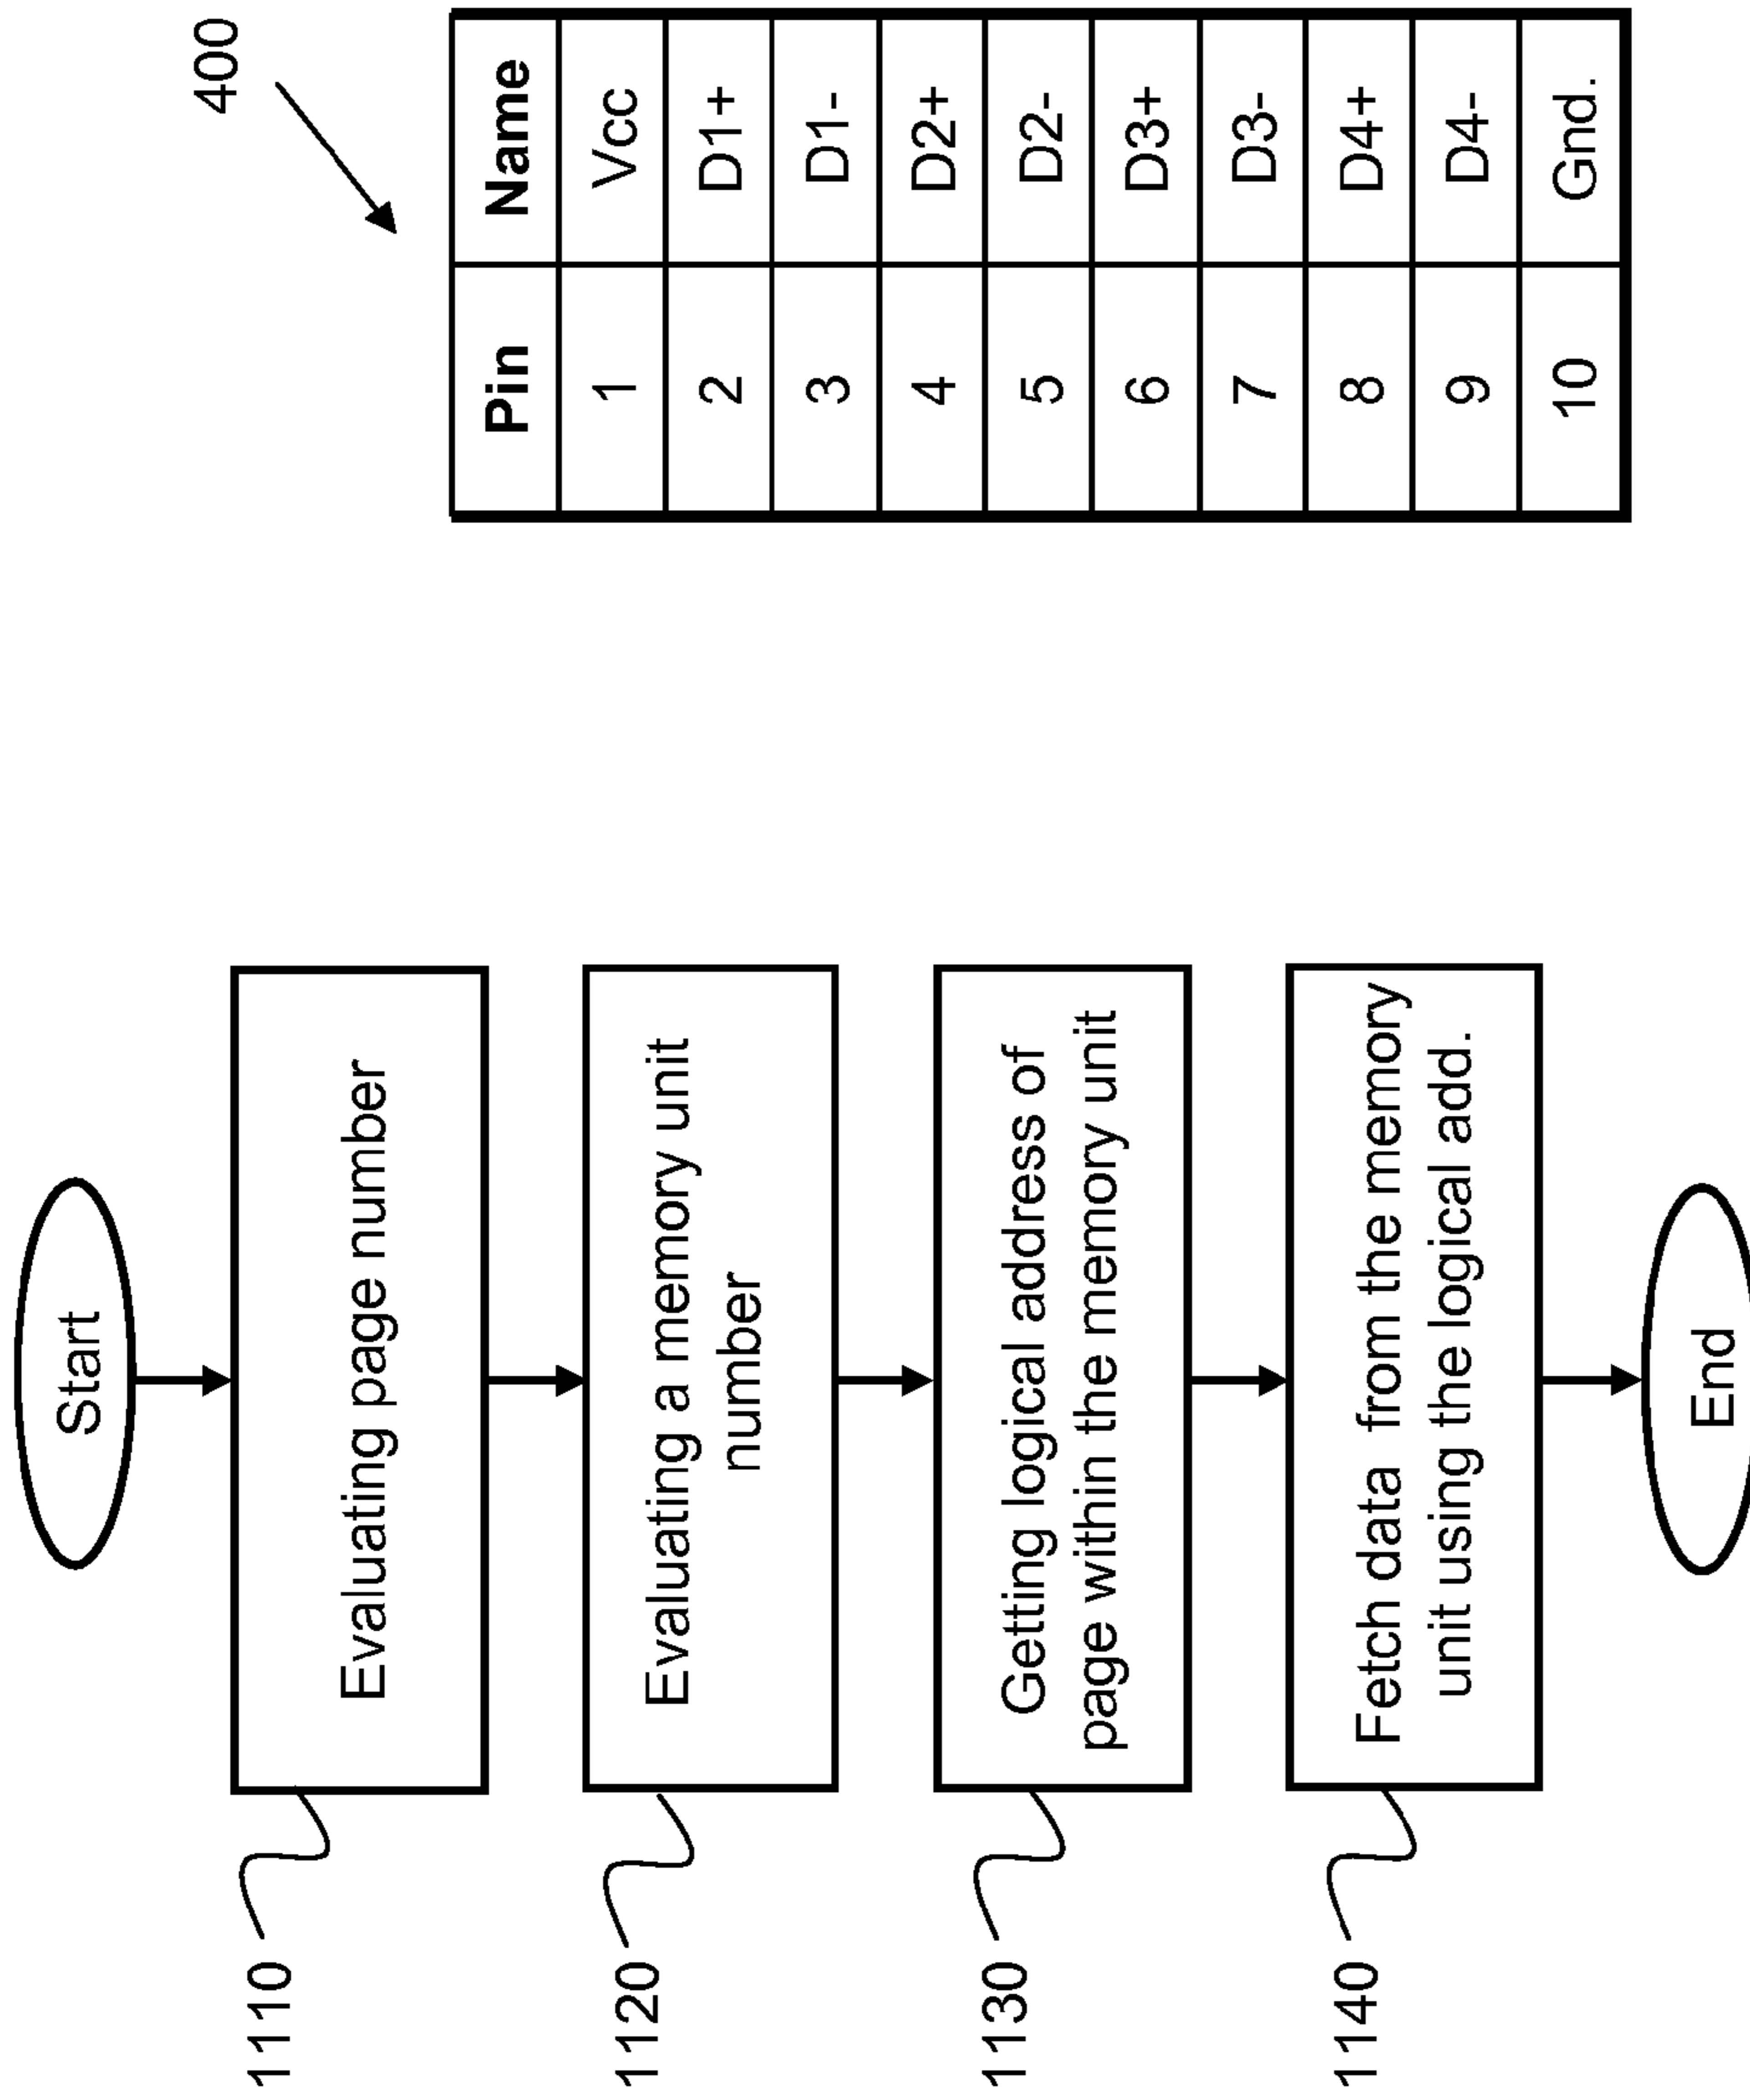 Start
1110
Evaluating page number
1120
Evaluating a memory unit
number
1130
Getting logical address of
page within the memory unit
1140
Fetch data from the memory
unit using the logical add.
End
400
Pin Name
1 Vcc
2 D1+
3 D1-
4 D2+
5 D2-
6 D3+
7 D3-
8 D4+
9 D4-
10 Gnd.